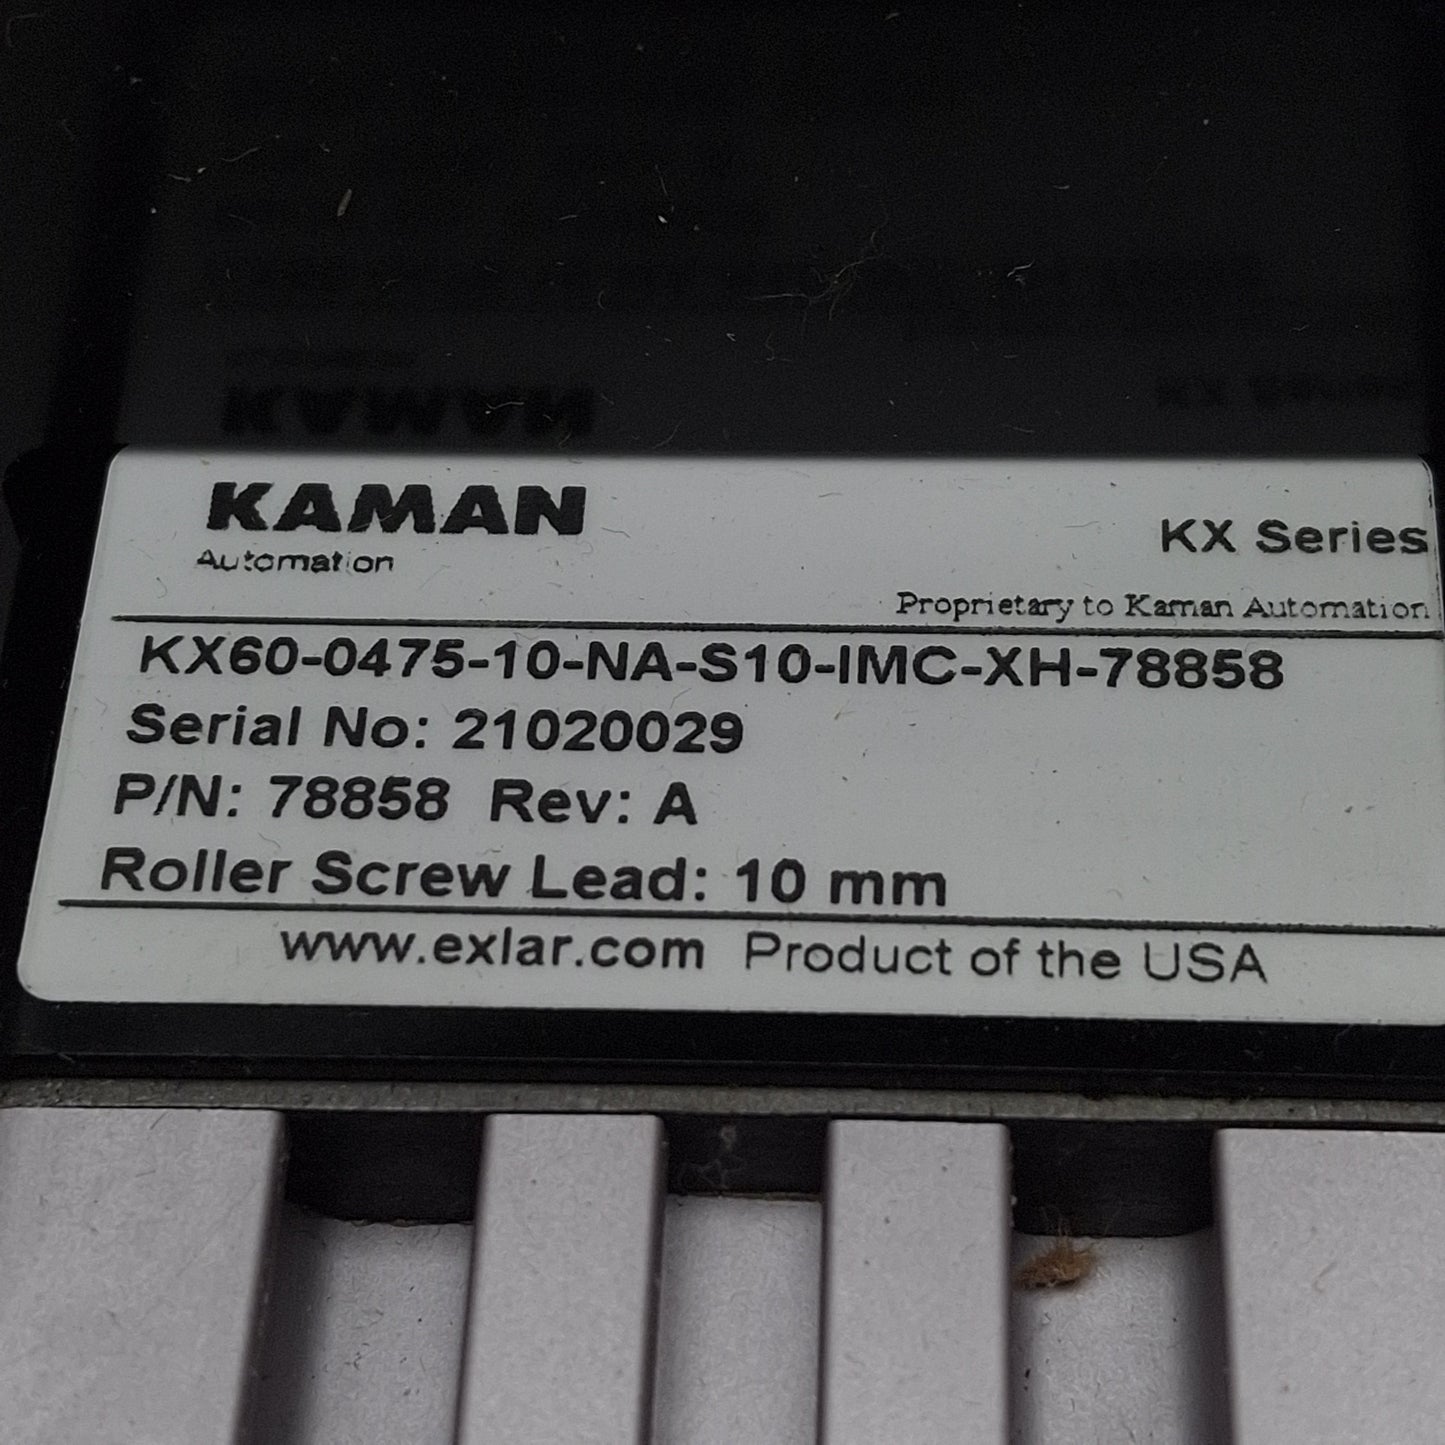 KAMAN
Automation
KX Series
Proprietary to Kaman Automation
KX60-0475-10-NA-S10-IMC-XH-78858
Serial No: 21020029
P/N: 78858 Rev: A
Roller Screw Lead: 10 mm
www.exlar.com Product of the USA